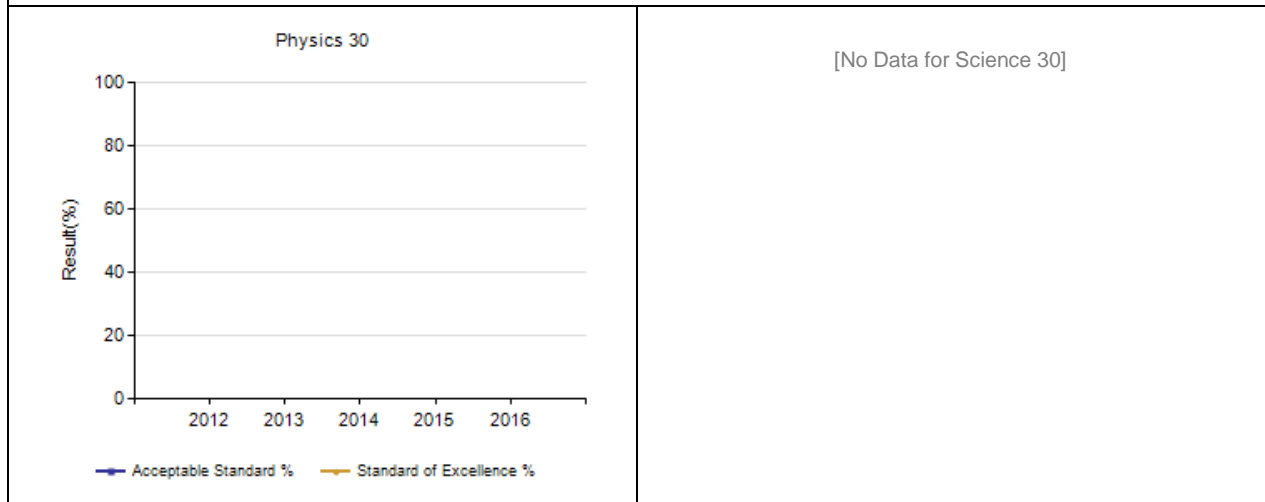 Physics 30
100
80
60
40
20
0
Result(%)
2012 2013 2014 2015 2016
Acceptable Standard % Standard of Excellence %
[No Data for Science 30]